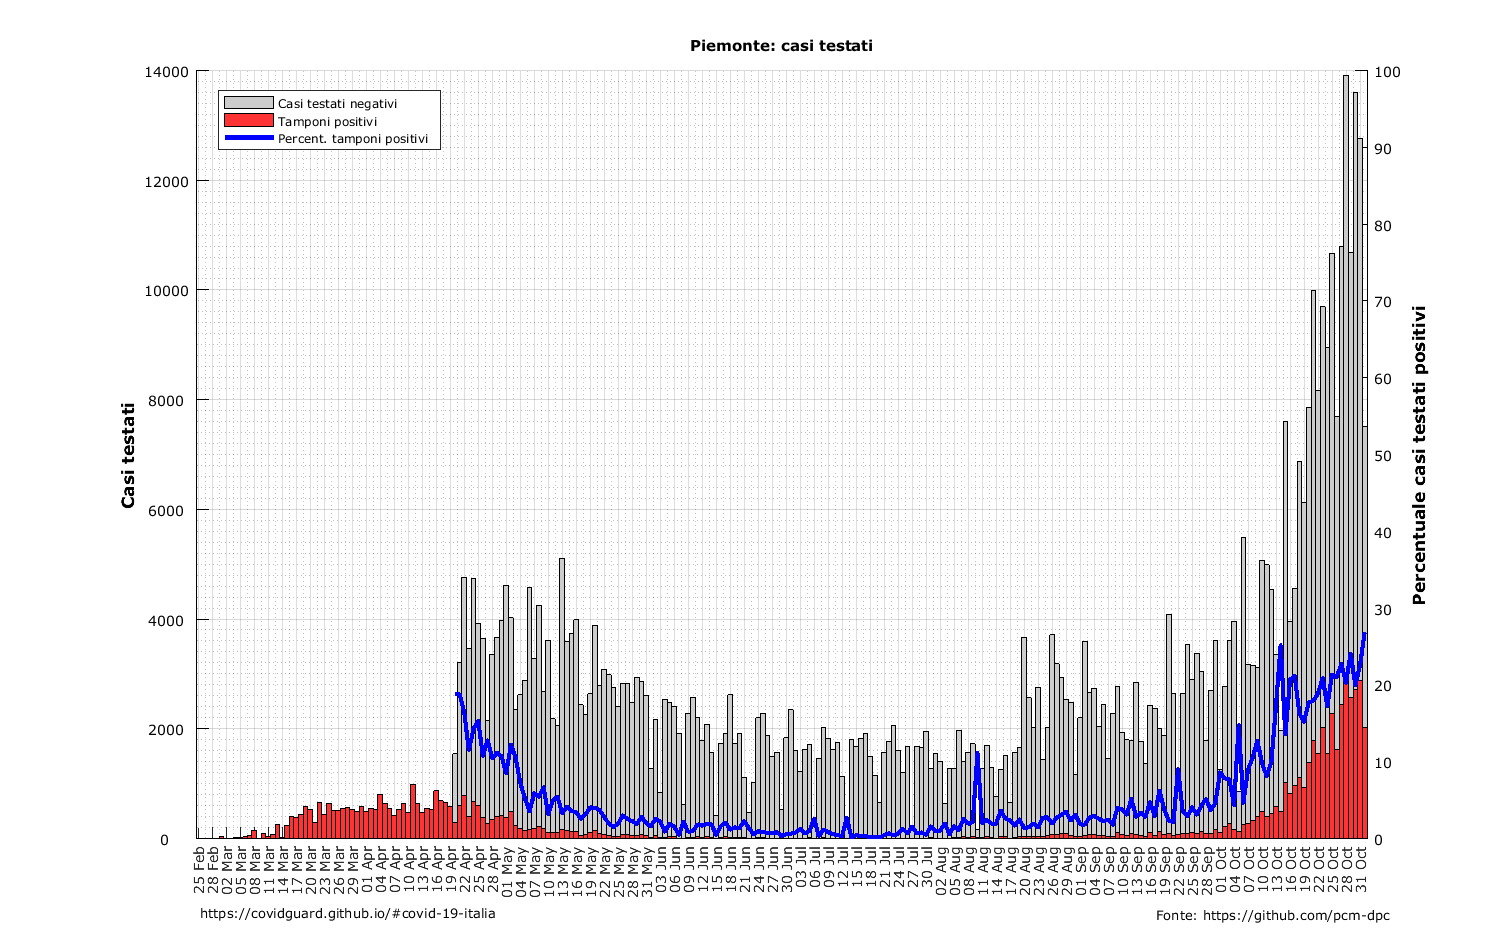 Piemonte: casi testati
14000
12000
10000
8000
6000
4000
2000
0
Casi testati
Casi testati negativi
Tamponi positivi
Percent. tamponi positivi
100
90
80
70
60
50
40
30
20
10
0
Percentuale casi testati positivi
25 Feb
28 Feb
02 Mar
05 Mar
08 Mar
11 Mar
14 Mar
17 Mar
20 Mar
23 Mar
26 Mar
29 Mar
01 Apr
04 Apr
07 Apr
10 Apr
13 Apr
16 Apr
19 Apr
22 Apr
25 Apr
28 Apr
01 May
04 May
07 May
10 May
13 May
16 May
19 May
22 May
25 May
28 May
31 May
03 Jun
06 Jun
09 Jun
12 Jun
15 Jun
18 Jun
21 Jun
24 Jun
27 Jun
30 Jun
03 Jul
06 Jul
09 Jul
12 Jul
15 Jul
18 Jul
21 Jul
24 Jul
27 Jul
30 Jul
02 Aug
05 Aug
08 Aug
11 Aug
14 Aug
17 Aug
20 Aug
23 Aug
26 Aug
29 Aug
01 Sep
04 Sep
07 Sep
10 Sep
13 Sep
16 Sep
19 Sep
22 Sep
25 Sep
28 Sep
01 Oct
04 Oct
07 Oct
10 Oct
13 Oct
16 Oct
19 Oct
22 Oct
25 Oct
28 Oct
31 Oct
https://covidguard.github.io/#covid-19-italia
Fonte: https://github.com/pcm-dpc